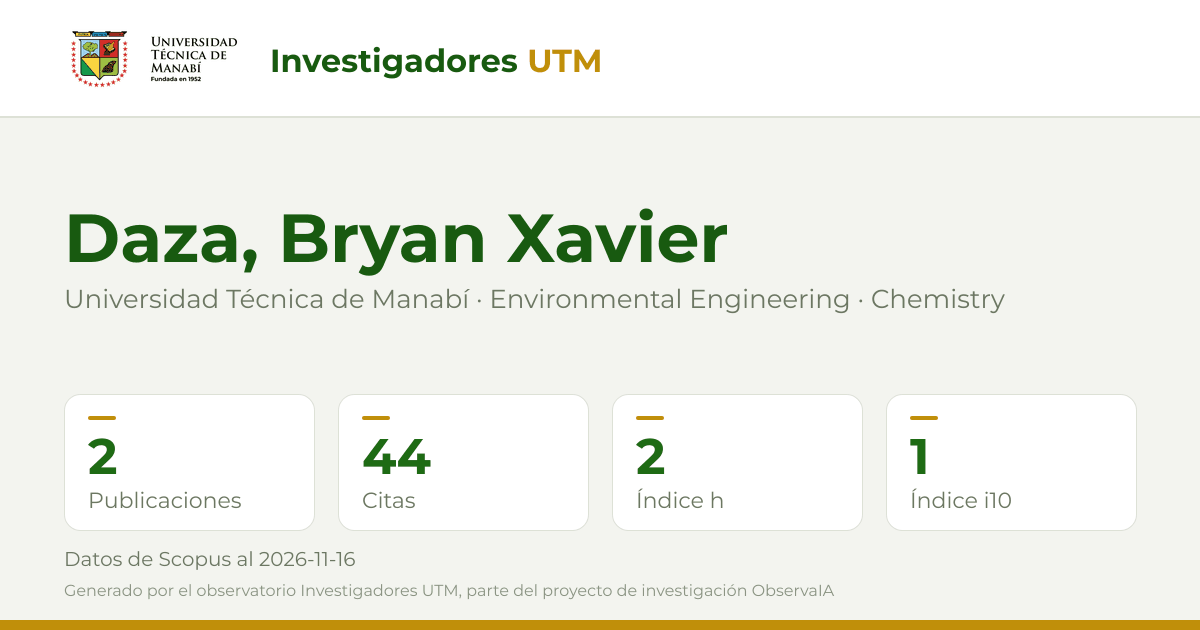 UNIVERSIDAD
TÉCNICA DE
MANABÍ
Fundada en 1952
Investigadores UTM
Daza, Bryan Xavier
Universidad Técnica de Manabí · Environmental Engineering · Chemistry
2
Publicaciones
44
Citas
2
Índice h
1
Índice i10
Datos de Scopus al 2026-11-16
Generado por el observatorio Investigadores UTM, parte del proyecto de investigación ObservaIA